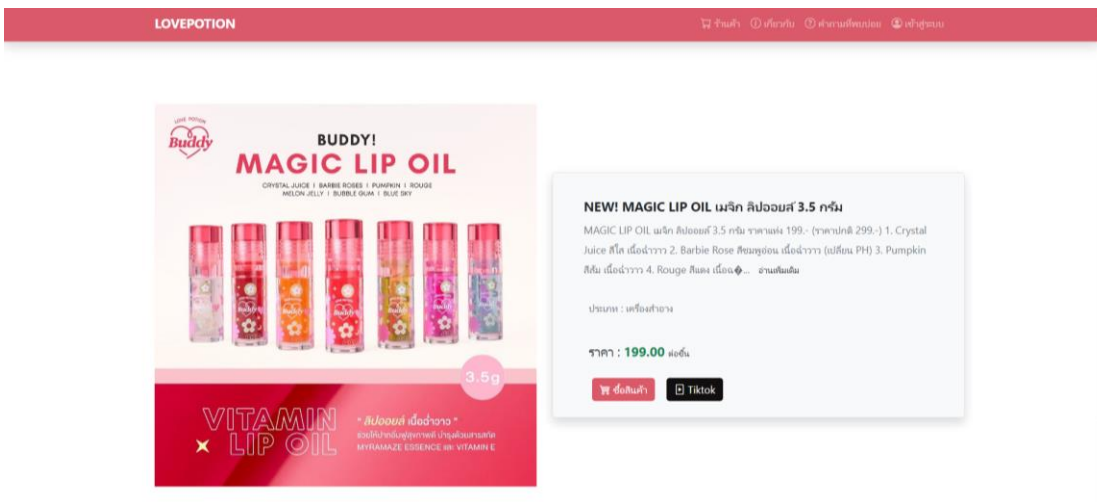 LOVEPOTION
ร้านค้า เกี่ยวกับ คำถามที่พบบ่อย เข้าสู่ระบบ
LOVE POTION
Buddy
BUDDY!
MAGIC LIP OIL
CRYSTAL JUICE I BARBIE ROSES I PUMPKIN I ROUGE
MELON JELLY I BUBBLE GUM I BLUE SKY
3.5g
VITAMIN
LIP OIL
" ลิปออยล์ เนื้อฉ่ำวาว "
ช่วยให้ปากอิ่มฟูสุขภาพดี บำรุงด้วยสารสกัด
MYRAMAZE ESSENCE และ VITAMIN E
NEW! MAGIC LIP OIL เมจิก ลิปออยส์ 3.5 กรัม
MAGIC LIP OIL เมจิก ลิปออยส์ 3.5 กรัม ราคาแท่ง 199.- (ราคาปกติ 299.-) 1. Crystal
Juice สีใส เนื้อฉ่ำวาว 2. Barbie Rose สีชมพูอ่อน เนื้อฉ่ำวาว (เปลี่ยน PH) 3. Pumpkin
สีส้ม เนื้อฉ่ำวาว 4. Rouge สีแดง เนื้อฉ�... อ่านเพิ่มเติม
ประเภท : เครื่องสำอาง
ราคา : 199.00 ต่อชิ้น
ซื้อสินค้า Tiktok